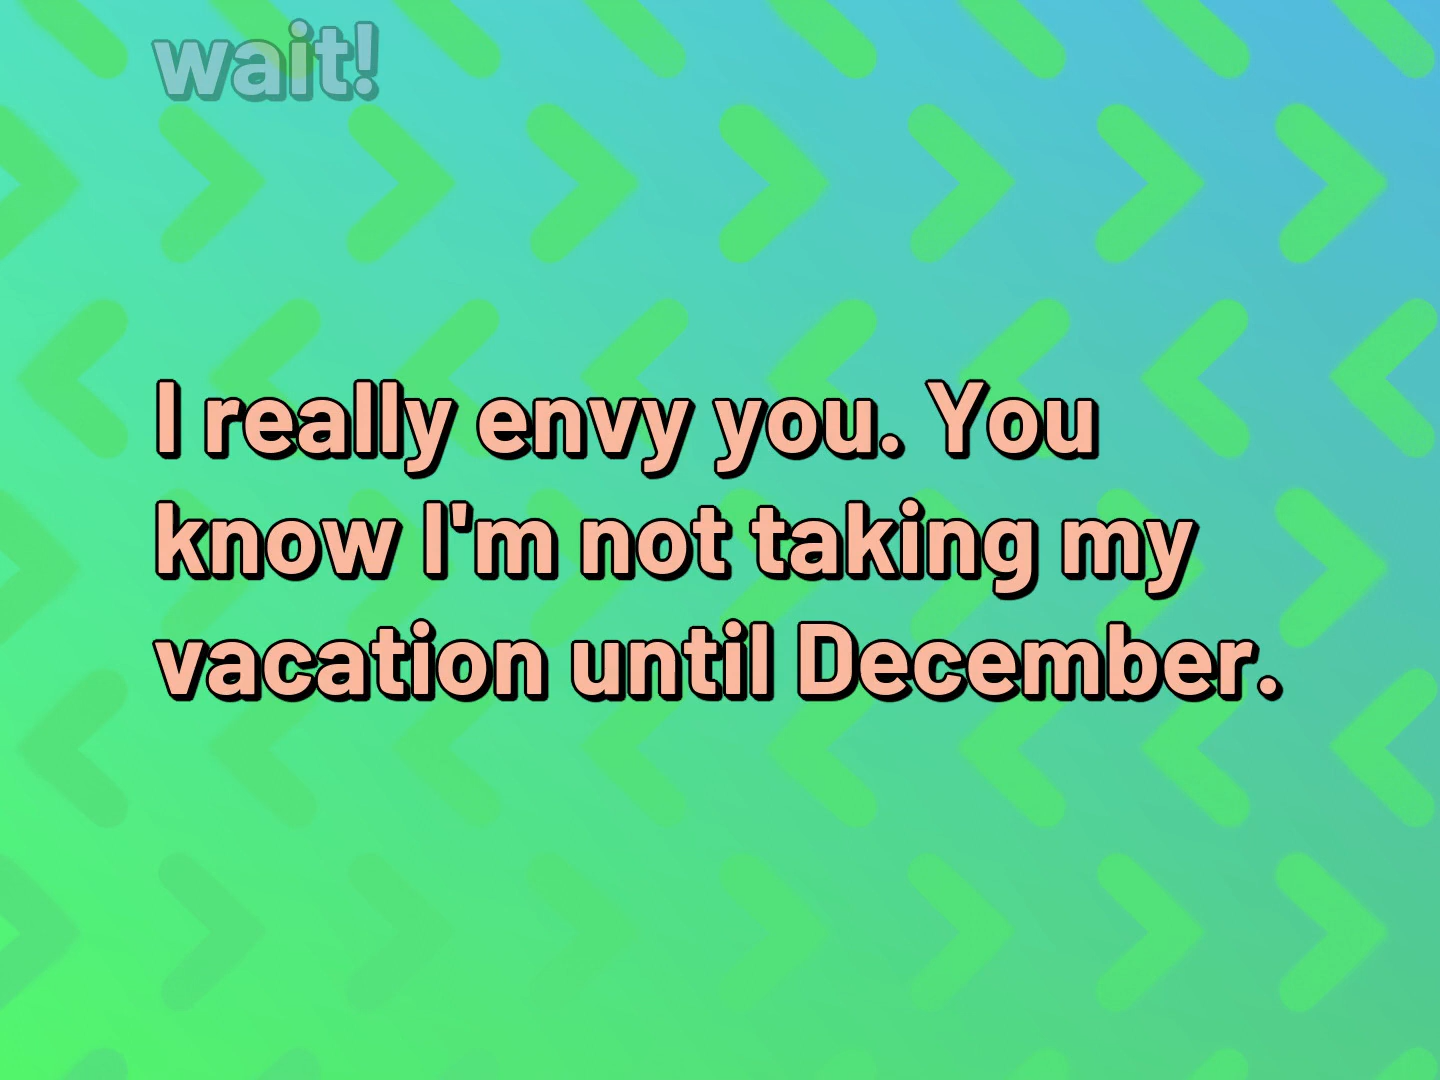 wait!
I really envy you. You
know I'm not taking my
vacation until December.